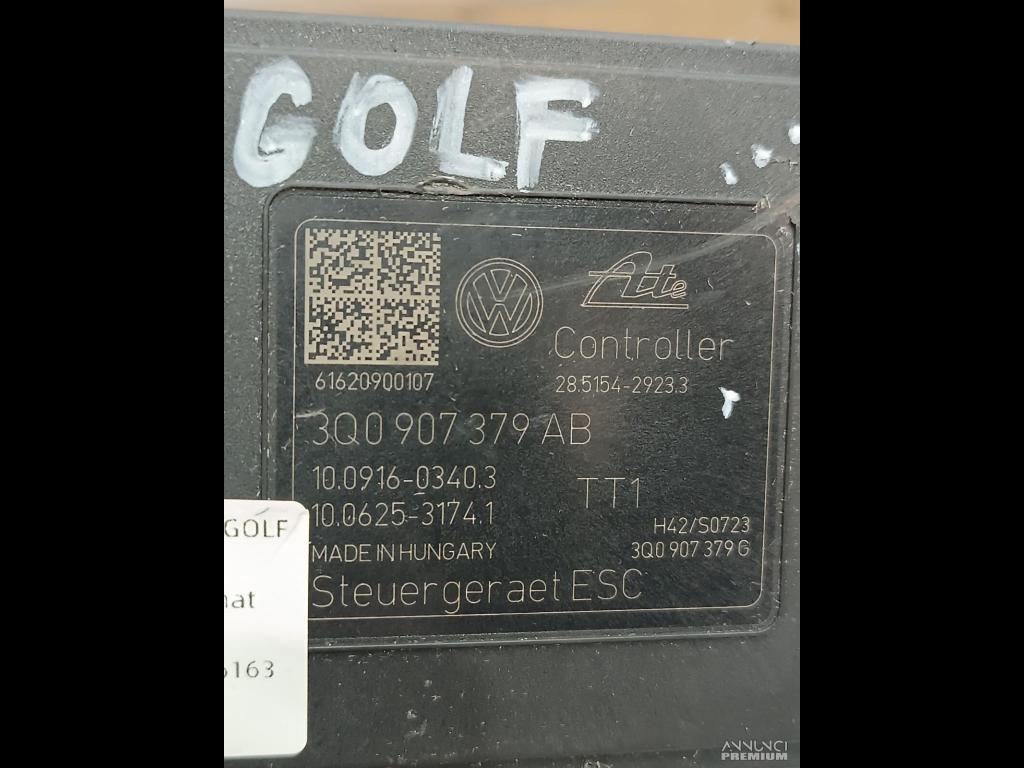 GOLF
Ate
Controller
61620900107
28.5154-2923.3
3Q0 907 379 AB
10.0916-0340.3
TT1
10.0625-3174.1
H42/S0723
MADE IN HUNGARY
3Q0 907 379 G
Steuergeraet ESC
GOLF
ANNUNCI
PREMIUM